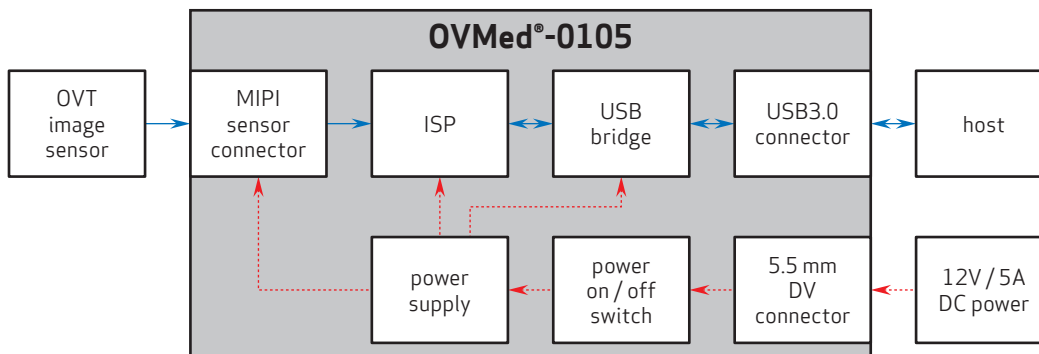 OVMed®-0105
OVT
image
sensor
MIPI
sensor
connector
ISP
USB
bridge
USB3.0
connector
host
power
supply
power
on / off
switch
5.5 mm
DV
connector
12V / 5A
DC power